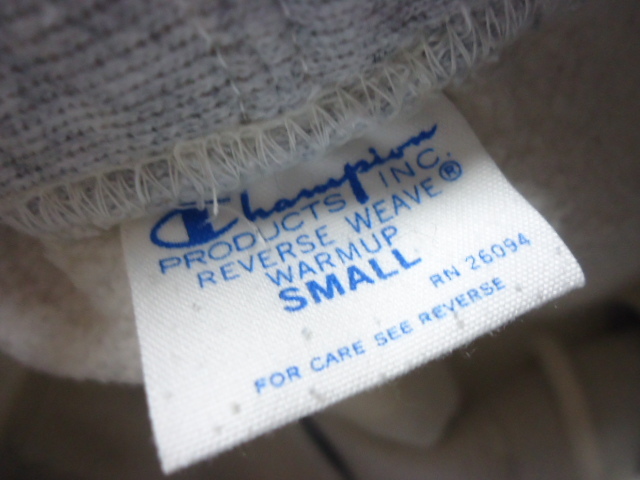 Champion
PRODUCTS INC.
REVERSE WEAVE®
WARMUP
SMALL
RN 26094
FOR CARE SEE REVERSE